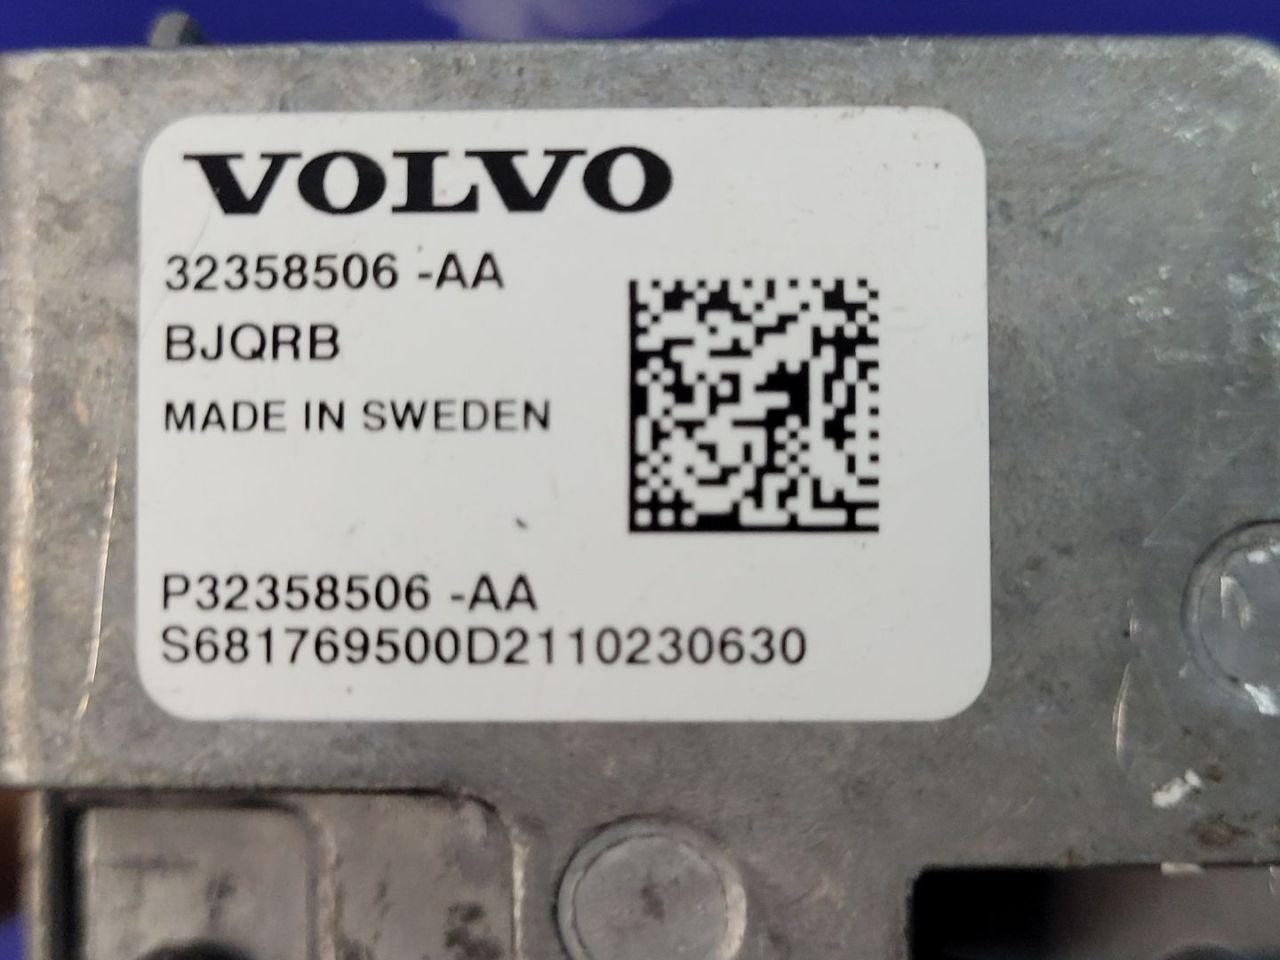 VOLVO
32358506 -AA
BJQRB
MADE IN SWEDEN
P32358506 -AA
S681769500D2110230630